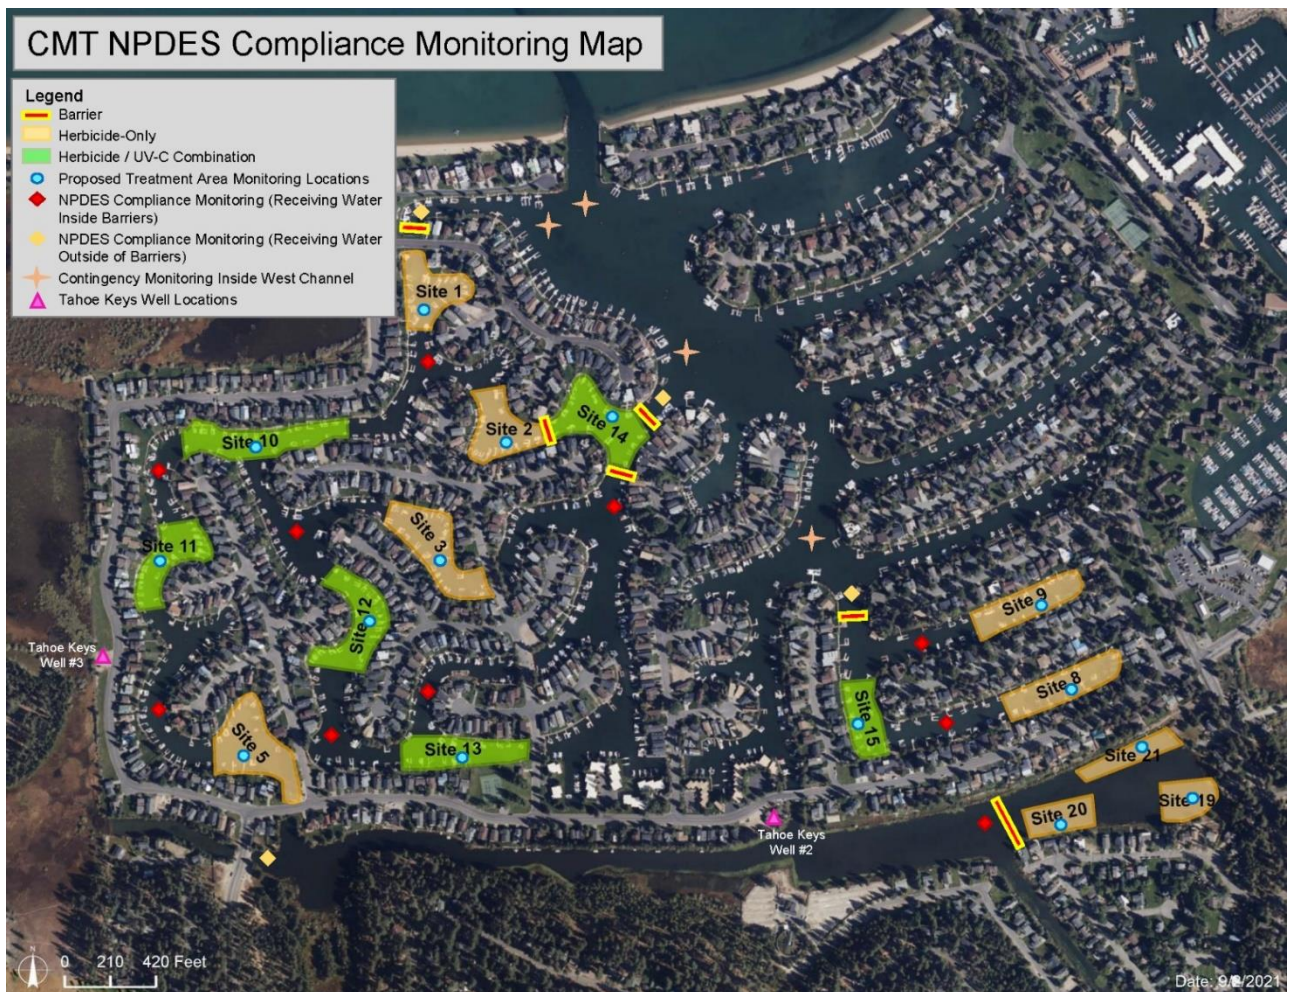 CMT NPDES Compliance Monitoring Map
Legend
Barrier
Herbicide-Only
Herbicide / UV-C Combination
Proposed Treatment Area Monitoring Locations
NPDES Compliance Monitoring (Receiving Water
Inside Barriers)
NPDES Compliance Monitoring (Receiving Water
Outside of Barriers)
Contingency Monitoring Inside West Channel
Tahoe Keys Well Locations
Site 1
Site 2
Site 14
Site 10
Site 3
Site 11
Site 12
Site 9
Tahoe Keys
Well #3
Site 8
Site 15
Site 5
Site 13
Site 21
Site 19
Site 20
Tahoe Keys
Well #2
N
0 210 420 Feet
Date: